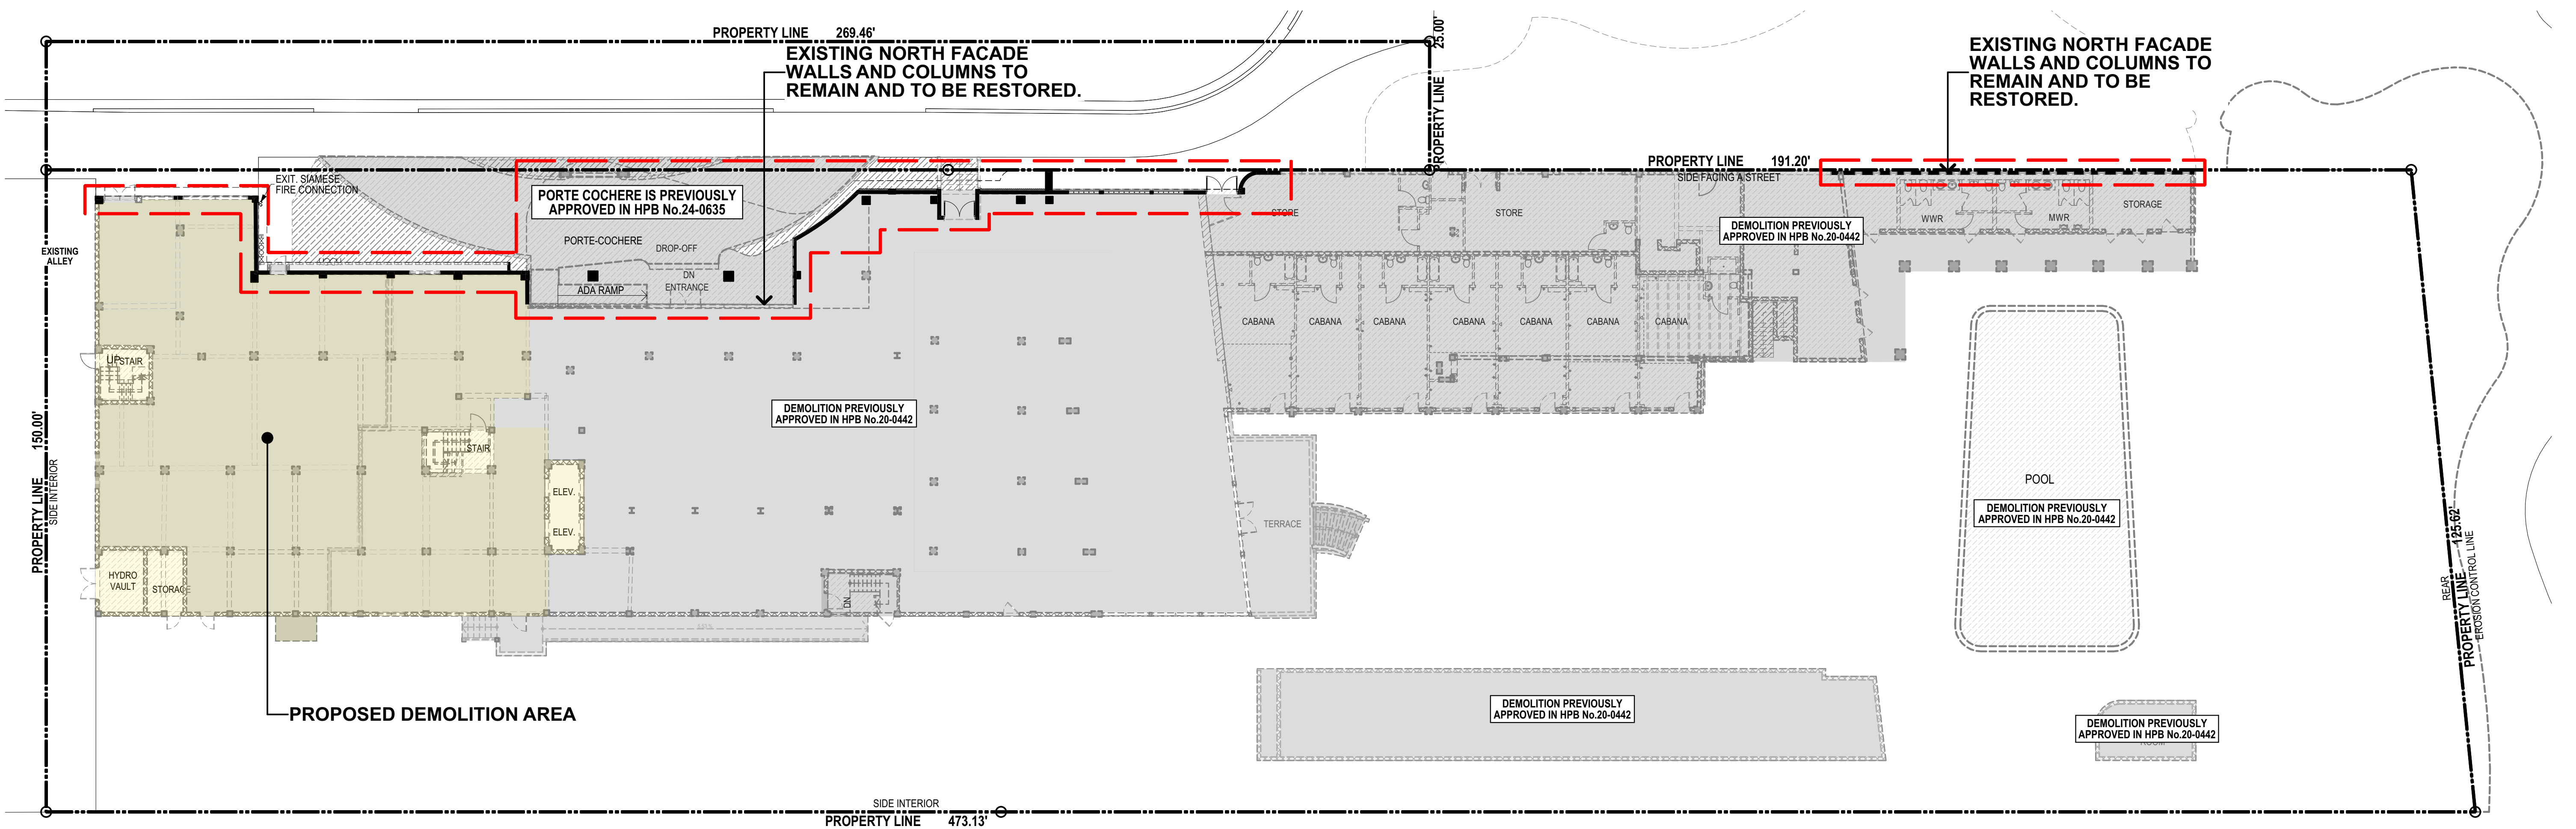 PROPERTY LINE 269.46'
25.00'
PROPERTY LINE
EXISTING NORTH FACADE
WALLS AND COLUMNS TO
REMAIN AND TO BE RESTORED.
EXISTING NORTH FACADE
WALLS AND COLUMNS TO
REMAIN AND TO BE
RESTORED.
PROPERTY LINE 191.20'
SIDE FACING A STREET
EXIT. SIAMESE
FIRE CONNECTION
PORTE COCHERE IS PREVIOUSLY
APPROVED IN HPB No.24-0635
PORTE-COCHERE
DROP-OFF
DN
ENTRANCE
ADA RAMP
STORE
STORE
DEMOLITION PREVIOUSLY
APPROVED IN HPB No.20-0442
WWR
MWR
STORAGE
EXISTING
ALLEY
CABANA
CABANA
CABANA
CABANA
CABANA
CABANA
CABANA
UP
STAIR
DEMOLITION PREVIOUSLY
APPROVED IN HPB No.20-0442
STAIR
ELEV.
ELEV.
TERRACE
POOL
DEMOLITION PREVIOUSLY
APPROVED IN HPB No.20-0442
PROPERTY LINE 150.00'
SIDE INTERIOR
HYDRO
VAULT
STORAGE
DN
REAR
PROPERTY LINE 125.62'
EROSION CONTROL LINE
PROPOSED DEMOLITION AREA
DEMOLITION PREVIOUSLY
APPROVED IN HPB No.20-0442
DEMOLITION PREVIOUSLY
APPROVED IN HPB No.20-0442
SIDE INTERIOR
PROPERTY LINE 473.13'